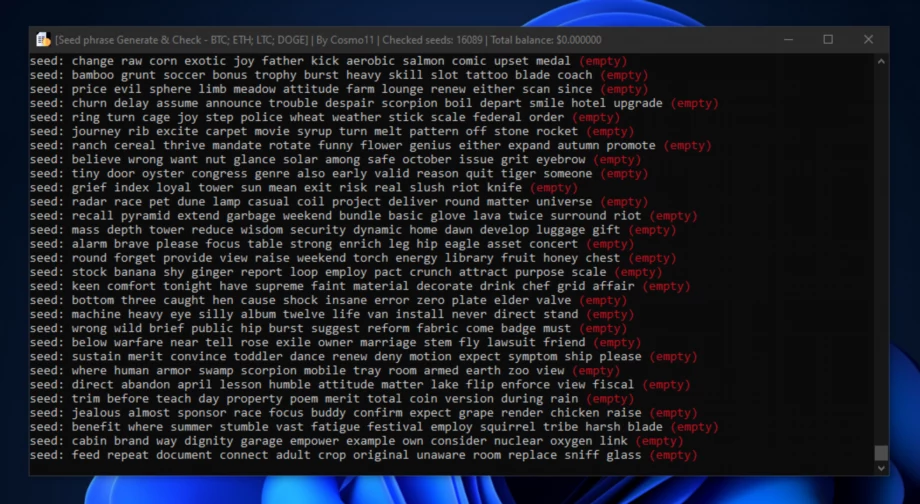 [Seed phrase Generate & Check - BTC; ETH; LTC; DOGE] | By Cosmo11 | Checked seeds: 16089 | Total balance: $0.000000
seed: change raw corn exotic joy father kick aerobic salmon comic upset medal (empty)
seed: bamboo grunt soccer bonus trophy burst heavy skill slot tattoo blade coach (empty)
seed: price evil sphere limb meadow attitude farm lounge renew either scan since (empty)
seed: churn delay assume announce trouble despair scorpion boil depart smile hotel upgrade (empty)
seed: ring turn cage joy step police wheat weather stick scale federal order (empty)
seed: journey rib excite carpet movie syrup turn melt pattern off stone rocket (empty)
seed: ranch cereal thrive mandate rotate funny flower genius either expand autumn promote (empty)
seed: believe wrong want nut glance solar among safe october issue grit eyebrow (empty)
seed: tiny door oyster congress genre also early valid reason quit tiger someone (empty)
seed: grief index loyal tower sun mean exit risk real slush riot knife (empty)
seed: radar race pet dune lamp casual coil project deliver round matter universe (empty)
seed: recall pyramid extend garbage weekend bundle basic glove lava twice surround riot (empty)
seed: mass depth tower reduce wisdom security dynamic home dawn develop luggage gift (empty)
seed: alarm brave please focus table strong enrich leg hip eagle asset concert (empty)
seed: round forget provide view raise weekend torch energy library fruit honey chest (empty)
seed: stock banana shy ginger report loop employ pact crunch attract purpose scale (empty)
seed: keen comfort tonight have supreme faint material decorate drink chef grid affair (empty)
seed: bottom three caught hen cause shock insane error zero plate elder valve (empty)
seed: machine heavy eye silly album twelve life van install never direct stand (empty)
seed: wrong wild brief public hip burst suggest reform fabric come badge must (empty)
seed: below warfare near tell rose exile owner marriage stem fly lawsuit friend (empty)
seed: sustain merit convince toddler dance renew deny motion expect symptom ship please (empty)
seed: where human armor swamp scorpion mobile tray room armed earth zoo view (empty)
seed: direct abandon april lesson humble attitude matter lake flip enforce view fiscal (empty)
seed: trim before teach day property poem merit total coin version during rain (empty)
seed: jealous almost sponsor race focus buddy confirm expect grape render chicken raise (empty)
seed: benefit where summer stumble vast fatigue festival employ squirrel tribe harsh blade (empty)
seed: cabin brand way dignity garage empower example own consider nuclear oxygen link (empty)
seed: feed repeat document connect adult crop original unaware room replace sniff glass (empty)